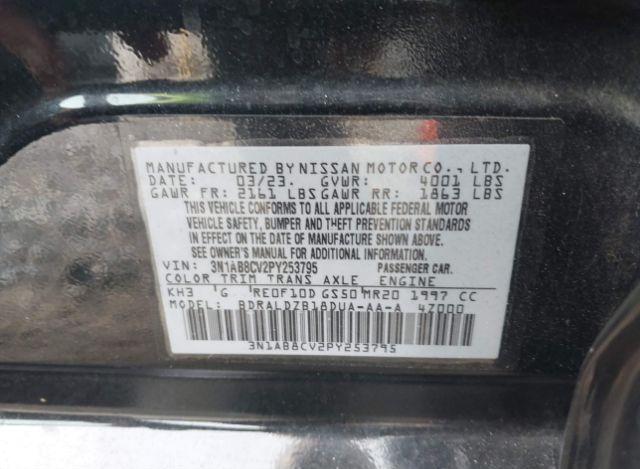 MANUFACTURED BY NISSAN MOTOR CO., LTD.
DATE: 03/23. GVWR: 4001 LBS
GAWR FR: 2161 LBS GAWR RR: 1863 LBS
THIS VEHICLE CONFORMS TO ALL APPLICABLE FEDERAL MOTOR
VEHICLE SAFETY, BUMPER AND THEFT PREVENTION STANDARDS
IN EFFECT ON THE DATE OF MANUFACTURE SHOWN ABOVE.
SEE OWNER'S MANUAL FOR ADDITIONAL INFORMATION.
VIN: 3N1AB8CV2PY253795 PASSENGER CAR.
COLOR TRIM TRANS AXLE ENGINE
KH3 'G 'RE0F10D GS50 MR20 1997 CC
MODEL: BDRALDZB18DUA-AA-A 4Z000
3N1AB8CV2PY253795